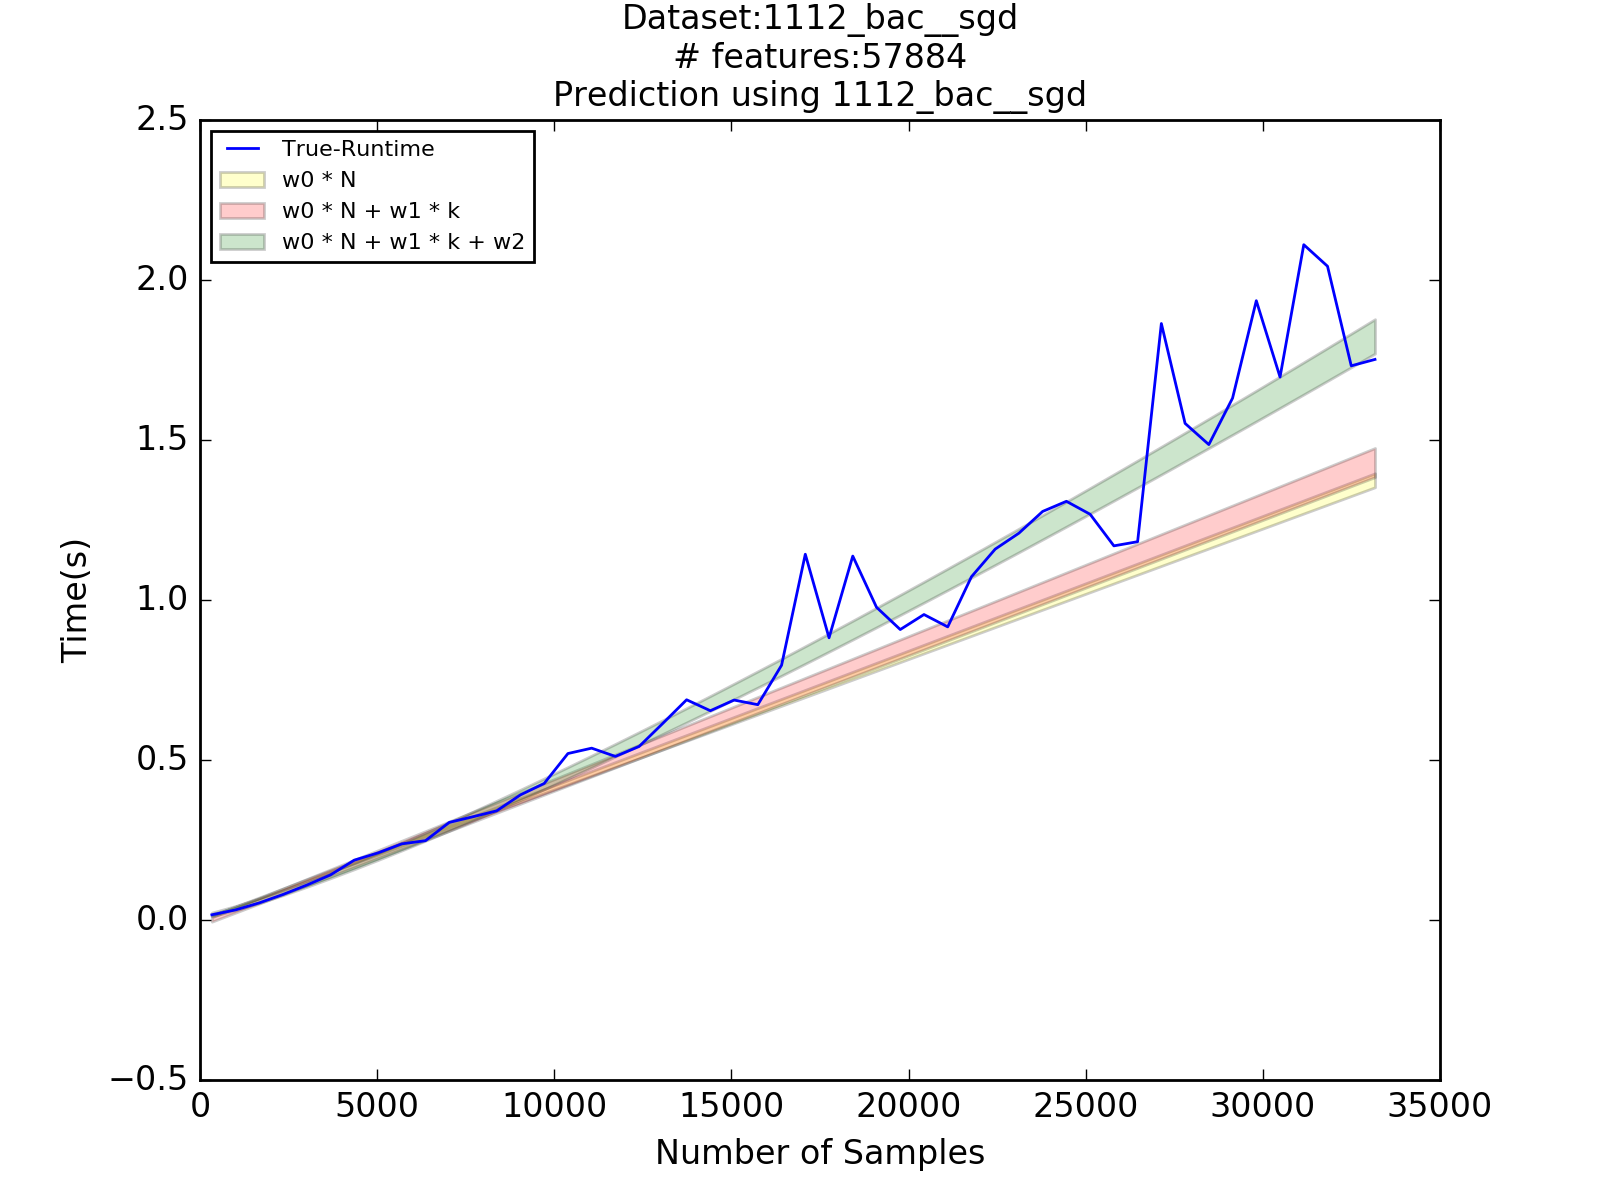 Dataset:1112_bac__sgd
# features:57884
Prediction using 1112_bac__sgd
2.5
2.0
1.5
1.0
0.5
0.0
−0.5
True-Runtime
w0 * N
w0 * N + w1 * k
w0 * N + w1 * k + w2
Time(s)
0 5000 10000 15000 20000 25000 30000 35000
Number of Samples